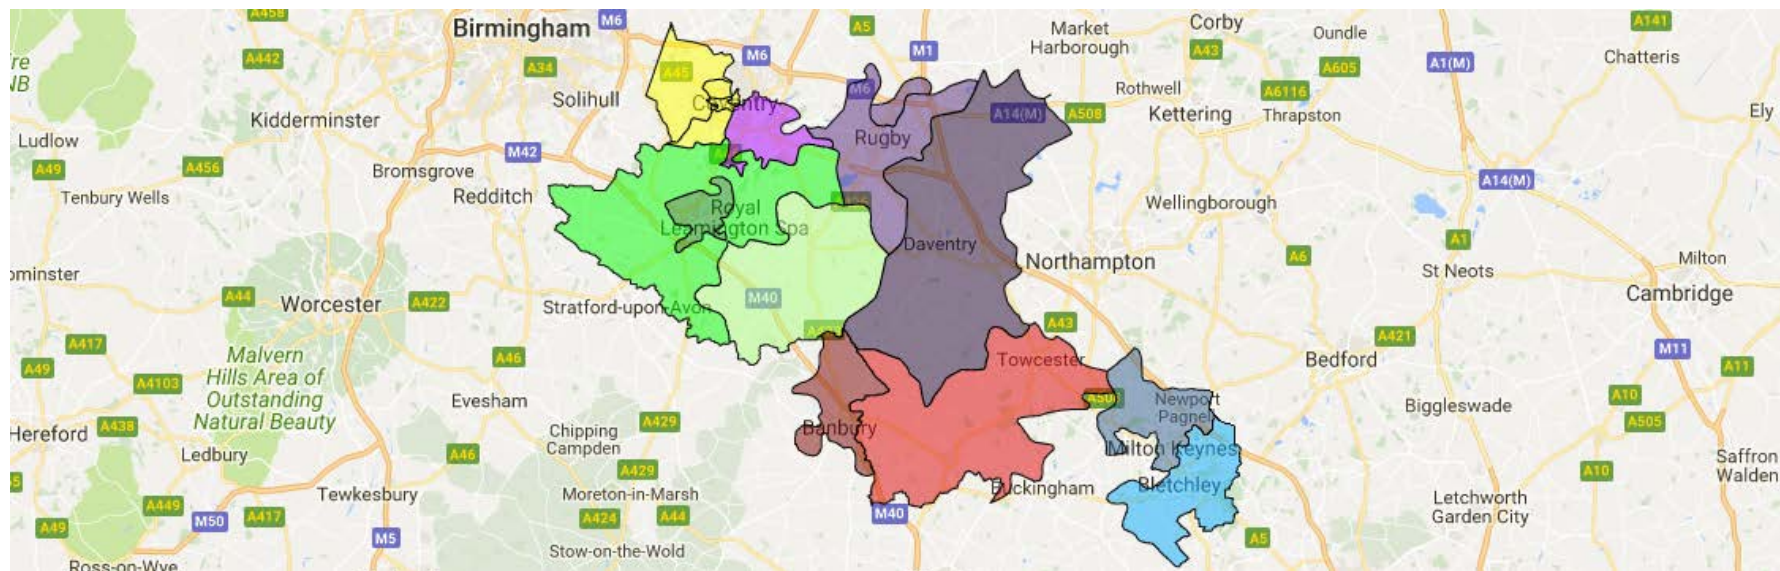 A458
Birmingham
M6
A5
M1
Market
Harborough
Corby
A43
Oundle
A141
A442
A34
M6
A45
Rothwell
A605
A1(M)
Chatteris
Solihull
Coventry
M6
A14(M)
A508
Kettering
A6116
Thrapston
Ely
Kidderminster
Ludlow
A49
A456
M42
Bromsgrove
Rugby
A14(M)
Tenbury Wells
Redditch
Royal
Leamington Spa
Wellingborough
Daventry
Northampton
A6
A1
St Neots
Milton
ominster
A44
Worcester
A422
Stratford-upon-Avon
M40
Cambridge
A43
A421
A417
A49
Malvern
Hills Area of
Outstanding
Natural Beauty
A46
Towcester
Bedford
M11
A11
A4103
Evesham
Newport
Pagnell
Biggleswade
A10
A505
Hereford
A438
Ledbury
A46
Chipping
Campden
A429
Banbury
Milton Keynes
Saffron
Walden
A429
Bletchley
A10
A449
Tewkesbury
Moreton-in-Marsh
Buckingham
Letchworth
Garden City
A49
M50
A417
M5
A424
A44
M40
A5
Stow-on-the-Wold
Ross-on-Wye